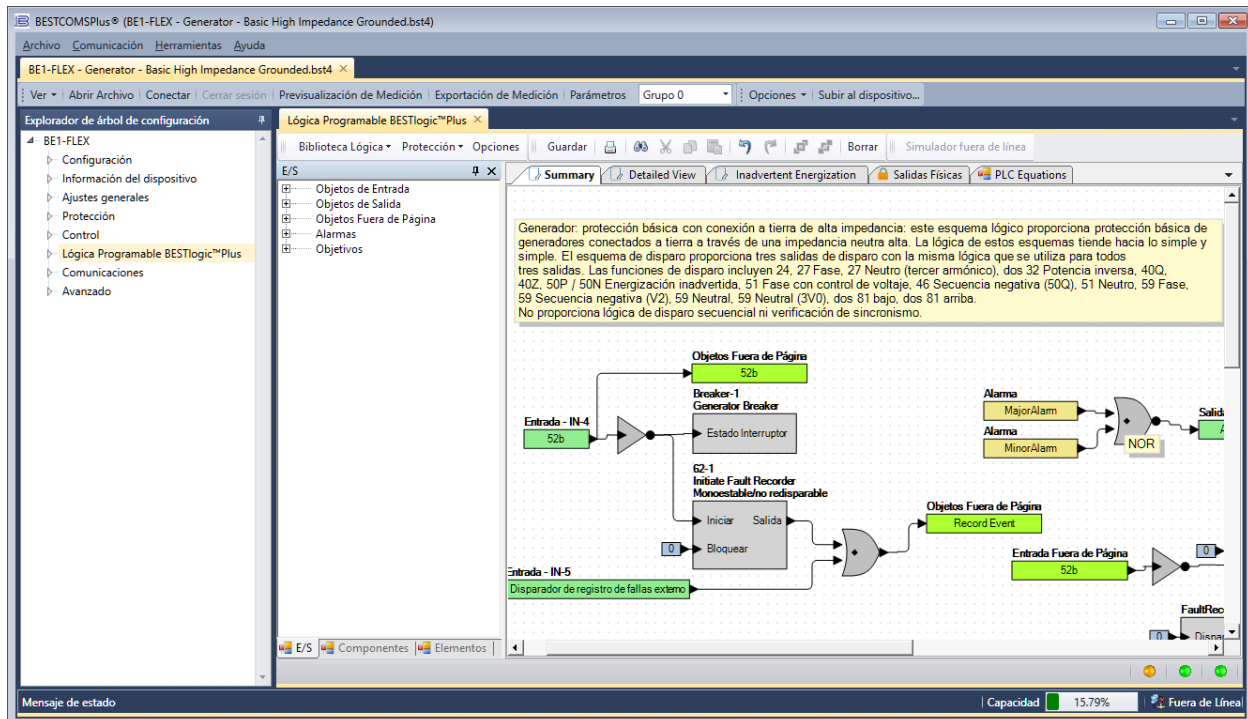 BESTCOMSPlus® (BE1-FLEX - Generator - Basic High Impedance Grounded.bst4)
Archivo Comunicación Herramientas Ayuda
BE1-FLEX - Generator - Basic High Impedance Grounded.bst4
Ver Abrir Archivo Conectar Cerrar sesión Previsualización de Medición Exportación de Medición Parámetros Grupo 0 Opciones Subir al dispositivo...
Explorador de árbol de configuración
BE1-FLEX
Configuración
Información del dispositivo
Ajustes generales
Protección
Control
Lógica Programable BESTlogic™Plus
Comunicaciones
Avanzado
Lógica Programable BESTlogic™Plus
Biblioteca Lógica Protección Opciones Guardar Borrar Simulador fuera de línea
E/S
Objetos de Entrada
Objetos de Salida
Objetos Fuera de Página
Alarmas
Objetivos
E/S Componentes Elementos
Summary Detailed View Inadvertent Energization Salidas Físicas PLC Equations
Generador: protección básica con conexión a tierra de alta impedancia: este esquema lógico proporciona protección básica de
generadores conectados a tierra a través de una impedancia neutra alta. La lógica de estos esquemas tiende hacia lo simple y
simple. El esquema de disparo proporciona tres salidas de disparo con la misma lógica que se utiliza para todos
tres salidas. Las funciones de disparo incluyen 24, 27 Fase, 27 Neutro (tercer armónico), dos 32 Potencia inversa, 40Q,
40Z, 50P / 50N Energización inadvertida, 51 Fase con control de voltaje, 46 Secuencia negativa (50Q), 51 Neutro, 59 Fase,
59 Secuencia negativa (V2), 59 Neutral, 59 Neutral (3V0), dos 81 bajo, dos 81 arriba.
No proporciona lógica de disparo secuencial ni verificación de sincronismo.
Objetos Fuera de Página
52b
Breaker-1
Generator Breaker
Estado Interruptor
Entrada - IN-4
52b
62-1
Initiate Fault Recorder
Monoestable/no redisparable
Iniciar Salida
0 Bloquear
Entrada - IN-5
Disparador de registro de fallas externo
Objetos Fuera de Página
Record Event
Alarma
MajorAlarm
Alarma
MinorAlarm
NOR
Salida
A
Entrada Fuera de Página
52b
0
FaultRec
0 Dispar
Mensaje de estado
Capacidad 15.79% Fuera de Línea